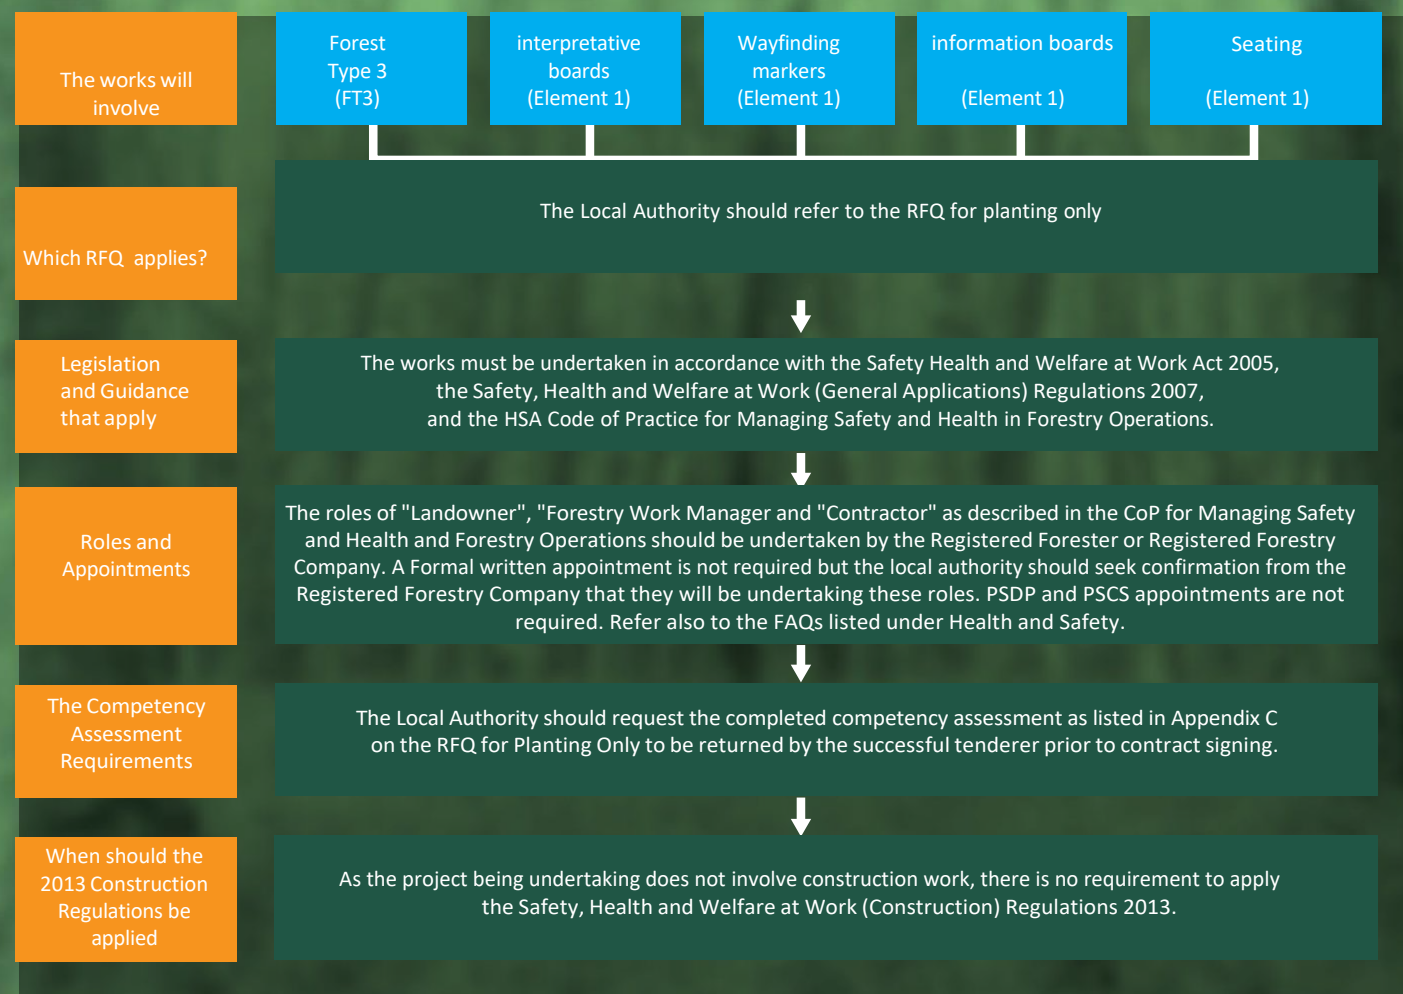 The works will
involve
Forest
Type 3
(FT3)
interpretative
boards
(Element 1)
Wayfinding
markers
(Element 1)
information boards
(Element 1)
Seating
(Element 1)
Which RFQ applies?
The Local Authority should refer to the RFQ for planting only
Legislation
and Guidance
that apply
The works must be undertaken in accordance with the Safety Health and Welfare at Work Act 2005,
the Safety, Health and Welfare at Work (General Applications) Regulations 2007,
and the HSA Code of Practice for Managing Safety and Health in Forestry Operations.
Roles and
Appointments
The roles of "Landowner", "Forestry Work Manager and "Contractor" as described in the CoP for Managing Safety
and Health and Forestry Operations should be undertaken by the Registered Forester or Registered Forestry
Company. A Formal written appointment is not required but the local authority should seek confirmation from the
Registered Forestry Company that they will be undertaking these roles. PSDP and PSCS appointments are not
required. Refer also to the FAQs listed under Health and Safety.
The Competency
Assessment
Requirements
The Local Authority should request the completed competency assessment as listed in Appendix C
on the RFQ for Planting Only to be returned by the successful tenderer prior to contract signing.
When should the
2013 Construction
Regulations be
applied
As the project being undertaking does not involve construction work, there is no requirement to apply
the Safety, Health and Welfare at Work (Construction) Regulations 2013.